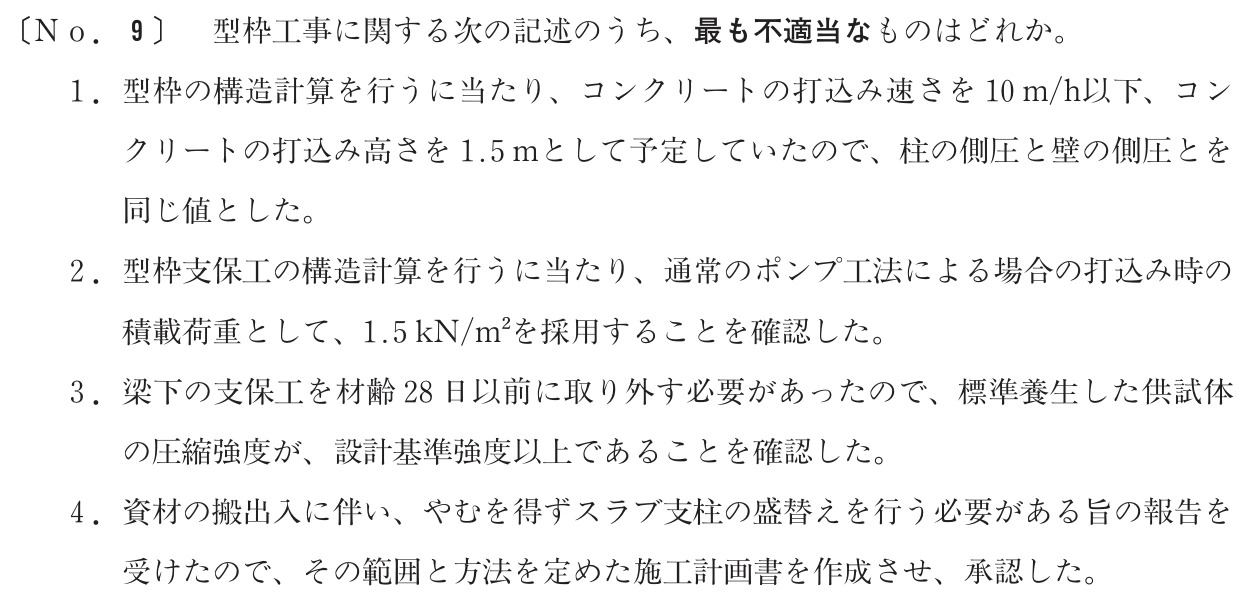 〔Ｎｏ．９〕　型枠工事に関する次の記述のうち、最も不適当なものはどれか。
１．型枠の構造計算を行うに当たり、コンクリートの打込み速さを 10 m/h以下、コン
クリートの打込み高さを 1.5 mとして予定していたので、柱の側圧と壁の側圧とを
同じ値とした。
２．型枠支保工の構造計算を行うに当たり、通常のポンプ工法による場合の打込み時の
積載荷重として、1.5 kN/m²を採用することを確認した。
３．梁下の支保工を材齢 28 日以前に取り外す必要があったので、標準養生した供試体
の圧縮強度が、設計基準強度以上であることを確認した。
４．資材の搬出入に伴い、やむを得ずスラブ支柱の盛替えを行う必要がある旨の報告を
受けたので、その範囲と方法を定めた施工計画書を作成させ、承認した。